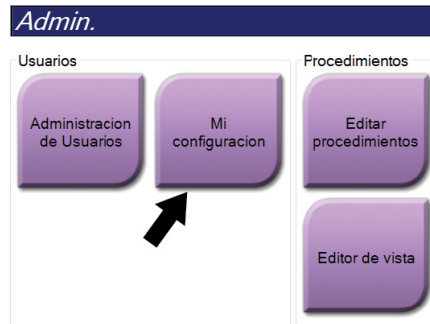 Admin.
Usuarios
Administracion
de Usuarios
Mi
configuracion
Procedimientos
Editar
procedimientos
Editor de vista